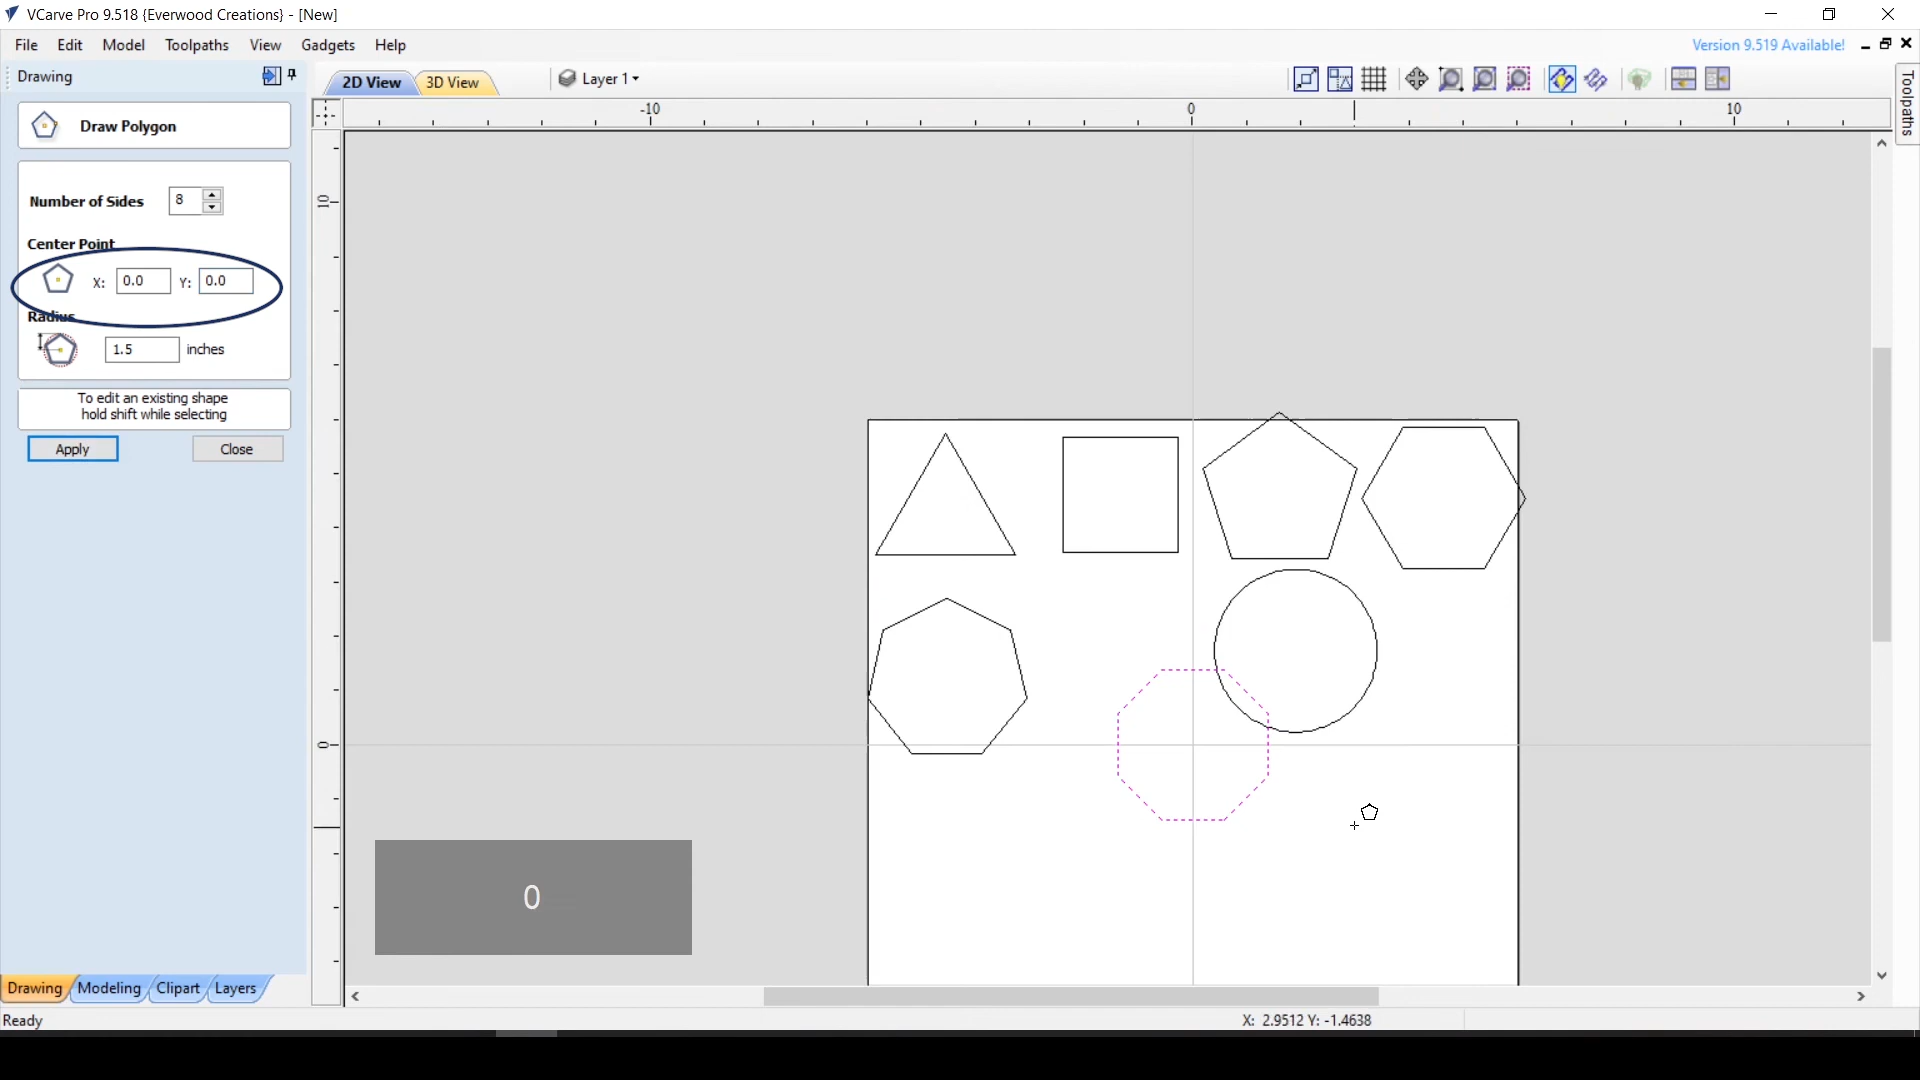 VCarve Pro 9.518 {Everwood Creations} - [New]
File Edit Model Toolpaths View Gadgets Help
Version 9.519 Available!
Drawing
2D View 3D View Layer 1
Toolpaths
-10 0 10
Draw Polygon
Number of Sides 8
10
Center Point
X: 0.0 Y: 0.0
Radius
1.5 inches
To edit an existing shape
hold shift while selecting
Apply Close
0
0
Drawing Modeling Clipart Layers
Ready X: 2.9512 Y: -1.4638